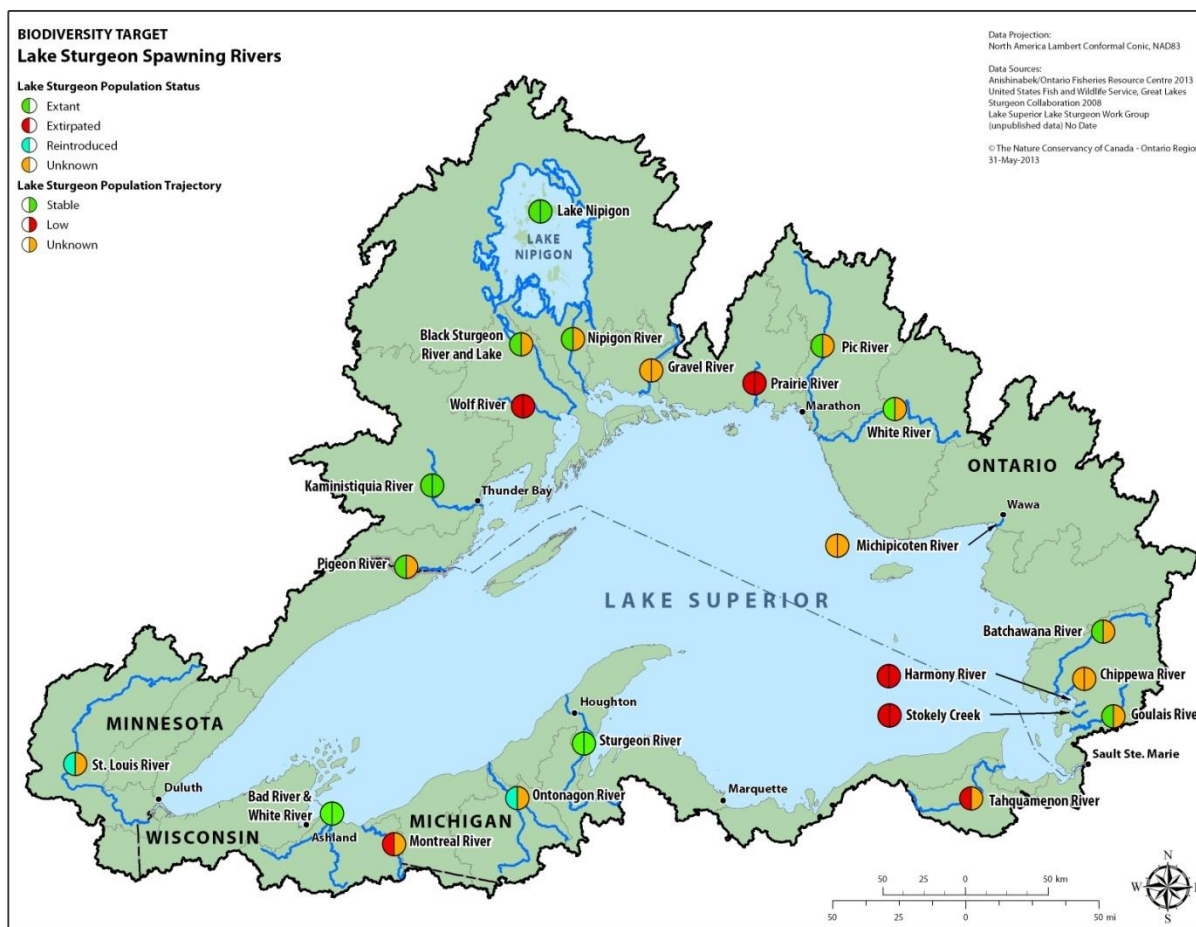 BIODIVERSITY TARGET
Lake Sturgeon Spawning Rivers
Lake Sturgeon Population Status
Extant
Extirpated
Reintroduced
Unknown
Lake Sturgeon Population Trajectory
Stable
Low
Unknown
Data Projection:
North America Lambert Conformal Conic, NAD83
Data Sources:
Anishinabek/Ontario Fisheries Resource Centre 2013
United States Fish and Wildlife Service, Great Lakes
Sturgeon Collaboration 2008
Lake Superior Lake Sturgeon Work Group
(unpublished data) No Date
© The Nature Conservancy of Canada - Ontario Region
31-May-2013
Lake Nipigon
LAKE
NIPIGON
Black Sturgeon
River and Lake
Nipigon River
Gravel River
Pic River
Prairie River
Marathon
Wolf River
White River
ONTARIO
Kaministiquia River
Thunder Bay
Wawa
Michipicoten River
Pigeon River
LAKE SUPERIOR
Batchawana River
Harmony River
Chippewa River
Stokely Creek
Goulais River
Houghton
MINNESOTA
Sturgeon River
St. Louis River
Sault Ste. Marie
Duluth
Bad River &
White River
Ontonagon River
Marquette
Tahquamenon River
WISCONSIN
Ashland
MICHIGAN
Montreal River
N
W
E
S
50 25 0 50 km
50 25 0 50 mi